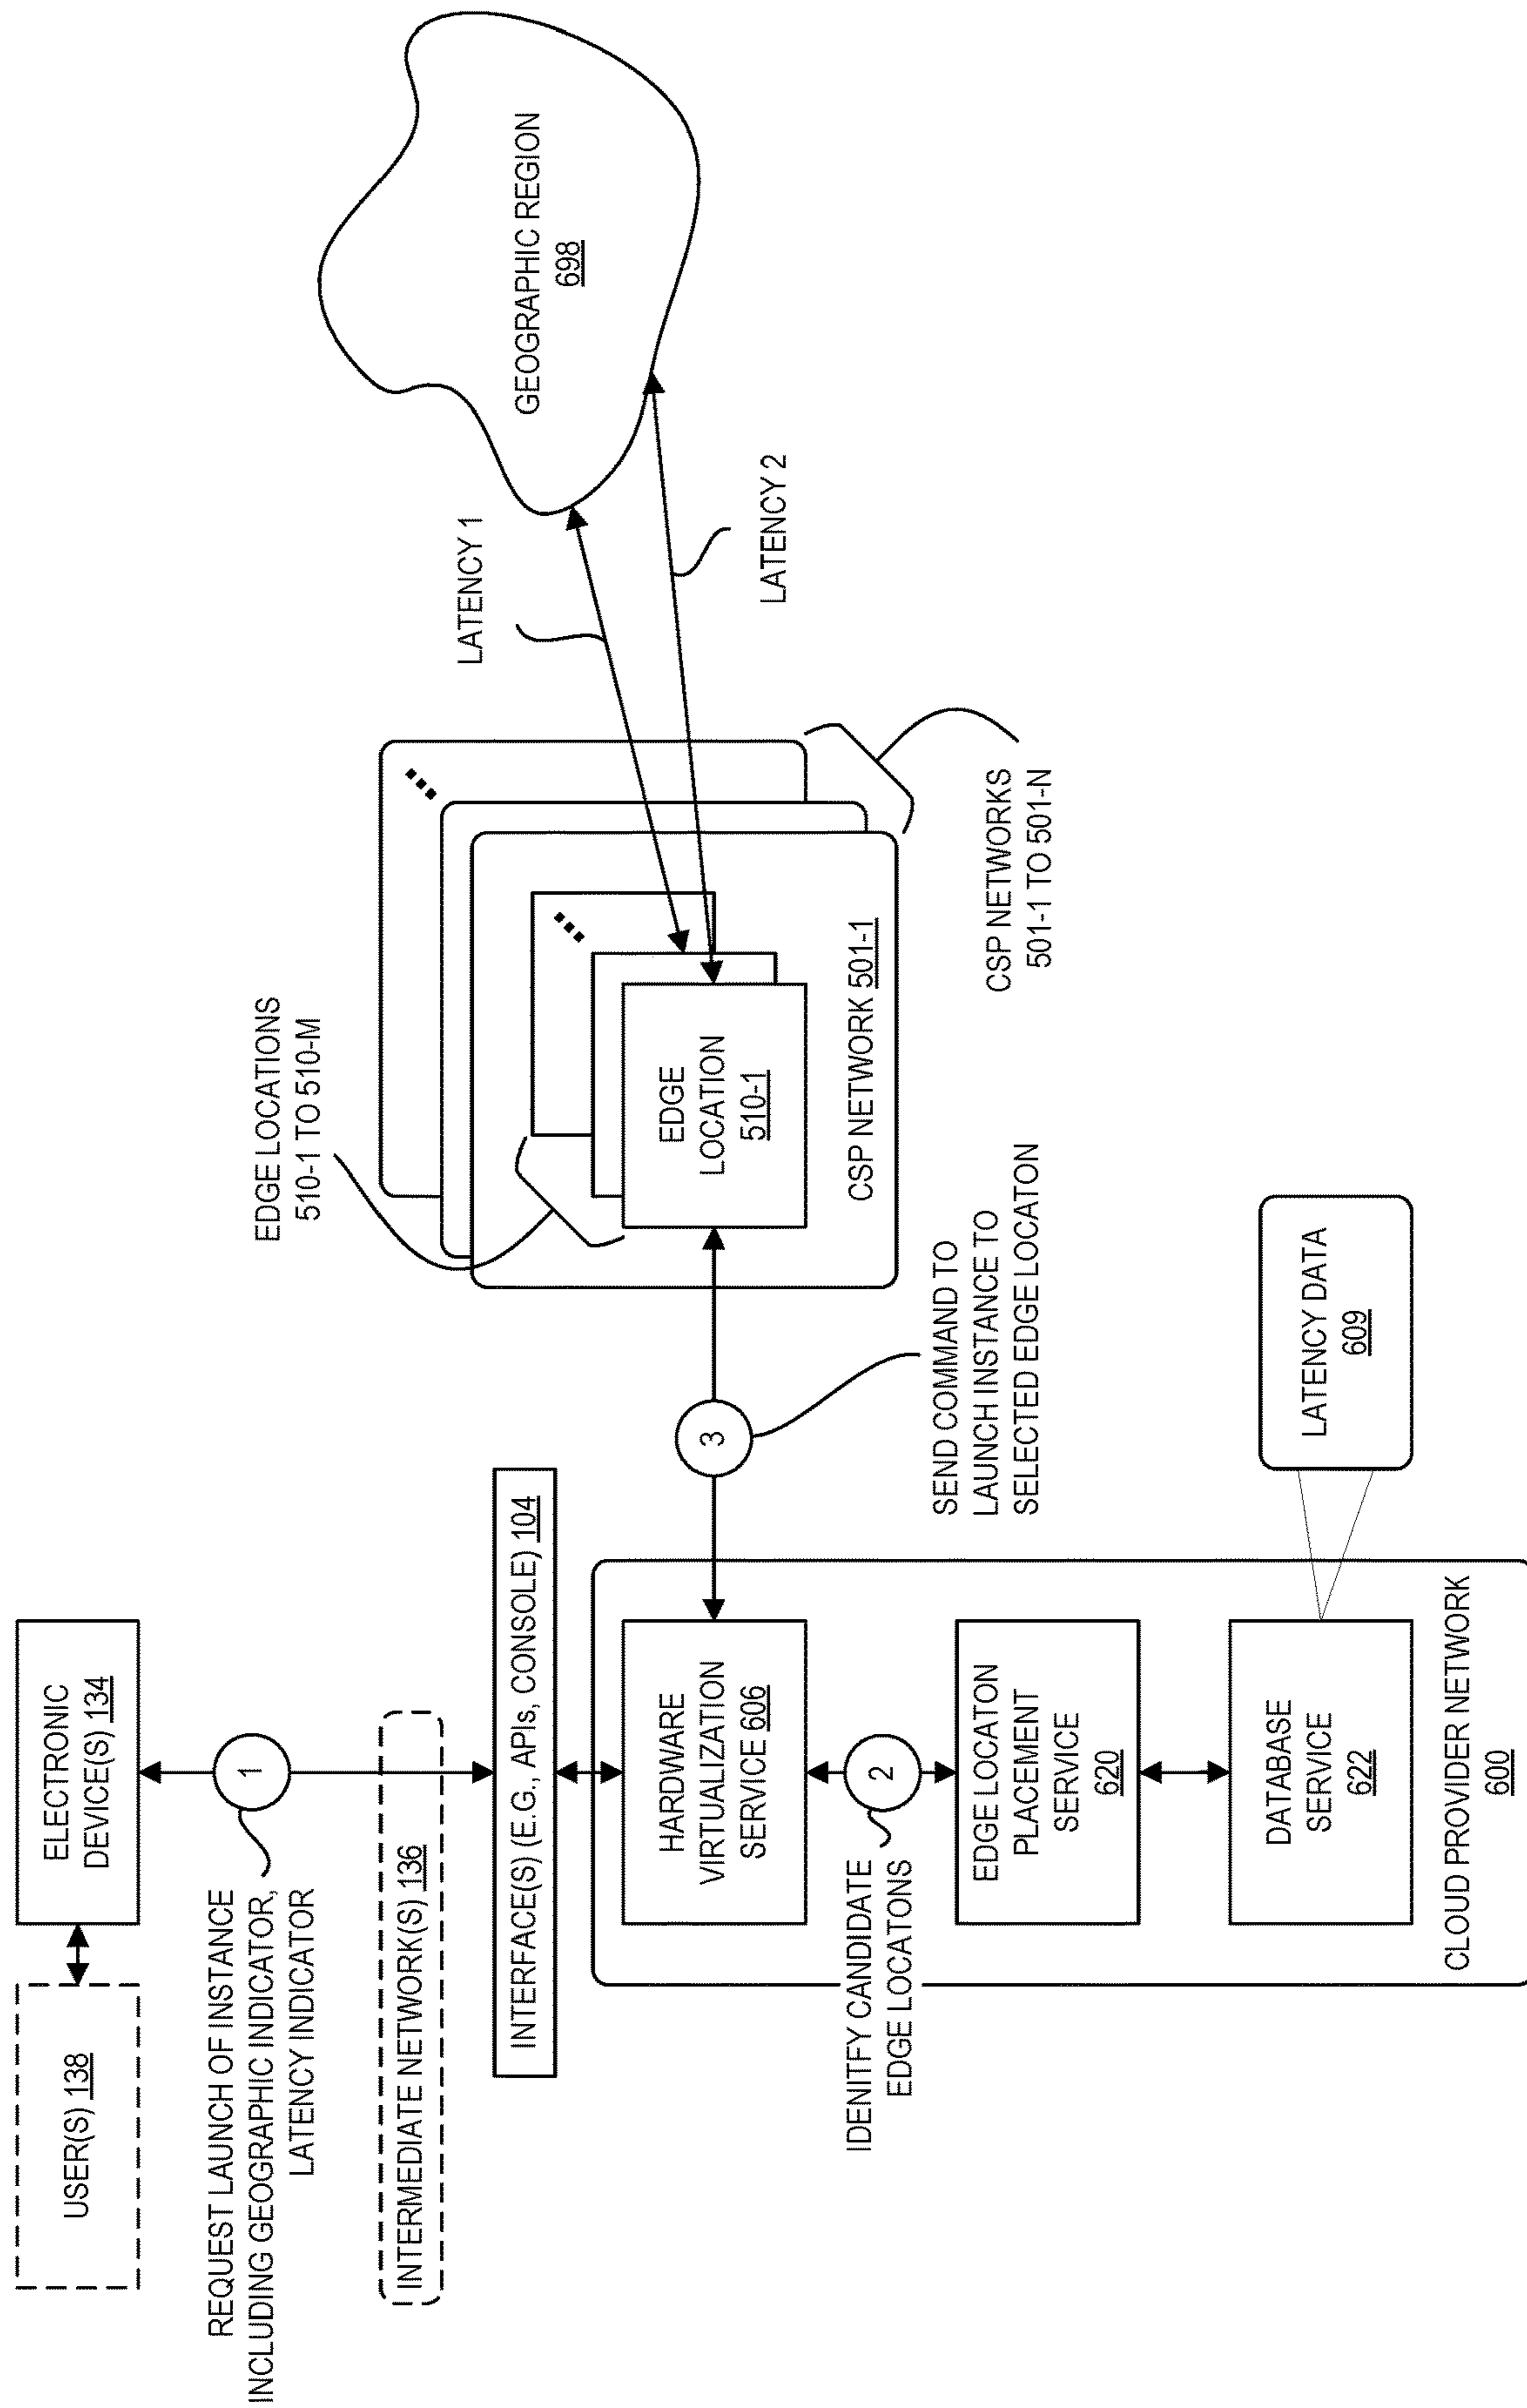 USER(S) 138
ELECTRONIC
DEVICE(S) 134
REQUEST LAUNCH OF INSTANCE
INCLUDING GEOGRAPHIC INDICATOR,
LATENCY INDICATOR
1
INTERMEDIATE NETWORK(S) 136
INTERFACE(S) (E.G., APIs, CONSOLE) 104
HARDWARE
VIRTUALIZATION
SERVICE 606
IDENITFY CANDIDATE
EDGE LOCATONS
2
EDGE LOCATON
PLACEMENT
SERVICE
620
DATABASE
SERVICE
622
CLOUD PROVIDER NETWORK
600
LATENCY DATA
609
3
SEND COMMAND TO
LAUNCH INSTANCE TO
SELECTED EDGE LOCATON
EDGE LOCATIONS
510-1 TO 510-M
EDGE
LOCATION
510-1
CSP NETWORK 501-1
CSP NETWORKS
501-1 TO 501-N
LATENCY 1
LATENCY 2
GEOGRAPHIC REGION
698